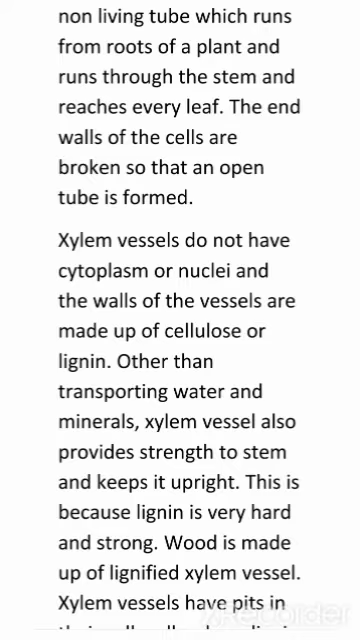 non living tube which runs
from roots of a plant and
runs through the stem and
reaches every leaf. The end
walls of the cells are
broken so that an open
tube is formed.
Xylem vessels do not have
cytoplasm or nuclei and
the walls of the vessels are
made up of cellulose or
lignin. Other than
transporting water and
minerals, xylem vessel also
provides strength to stem
and keeps it upright. This is
because lignin is very hard
and strong. Wood is made
up of lignified xylem vessel.
Xylem vessels have pits in